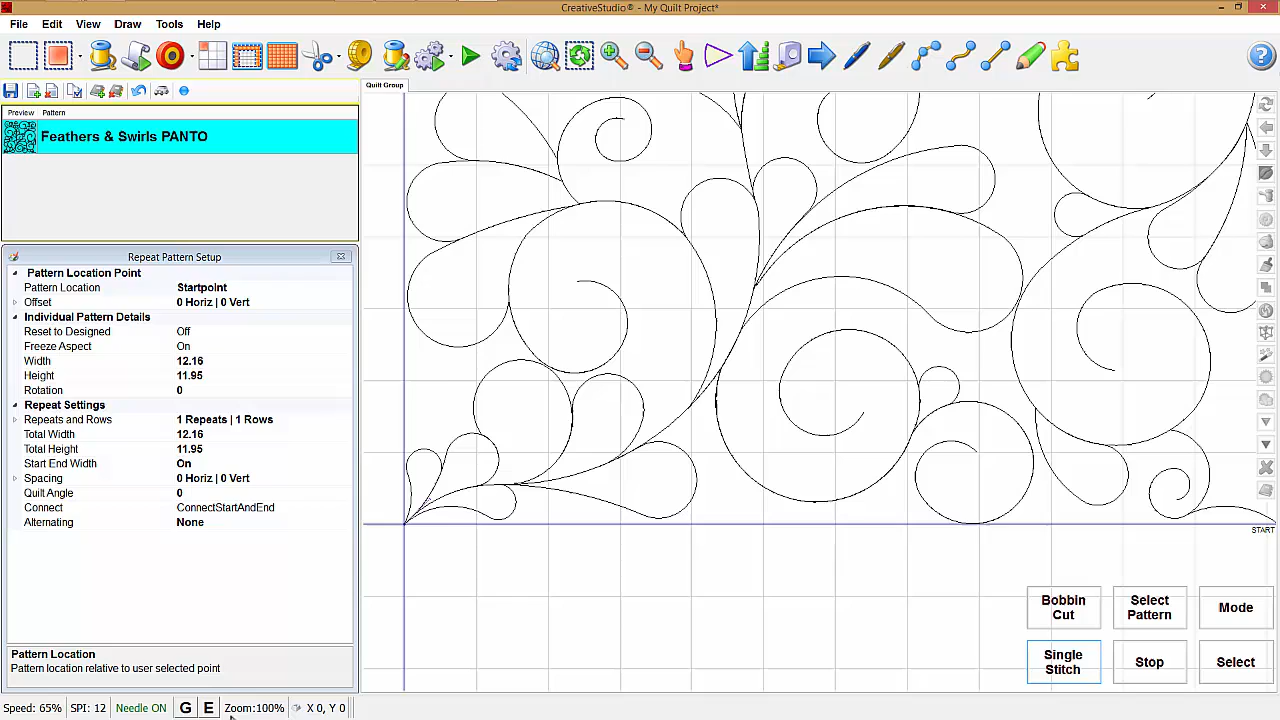 CreativeStudio® - My Quilt Project*
File Edit View Draw Tools Help
Quilt Group
Preview Pattern
Feathers & Swirls PANTO
Repeat Pattern Setup
Pattern Location Point
Pattern Location Startpoint
Offset 0 Horiz | 0 Vert
Individual Pattern Details
Reset to Designed Off
Freeze Aspect On
Width 12.16
Height 11.95
Rotation 0
Repeat Settings
Repeats and Rows 1 Repeats | 1 Rows
Total Width 12.16
Total Height 11.95
Start End Width On
Spacing 0 Horiz | 0 Vert
Quilt Angle 0
Connect ConnectStartAndEnd
Alternating None
START
Bobbin Cut
Select Pattern
Mode
Single Stitch
Stop
Select
Pattern Location
Pattern location relative to user selected point
Speed: 65% SPI: 12 Needle ON G E Zoom:100% X 0, Y 0